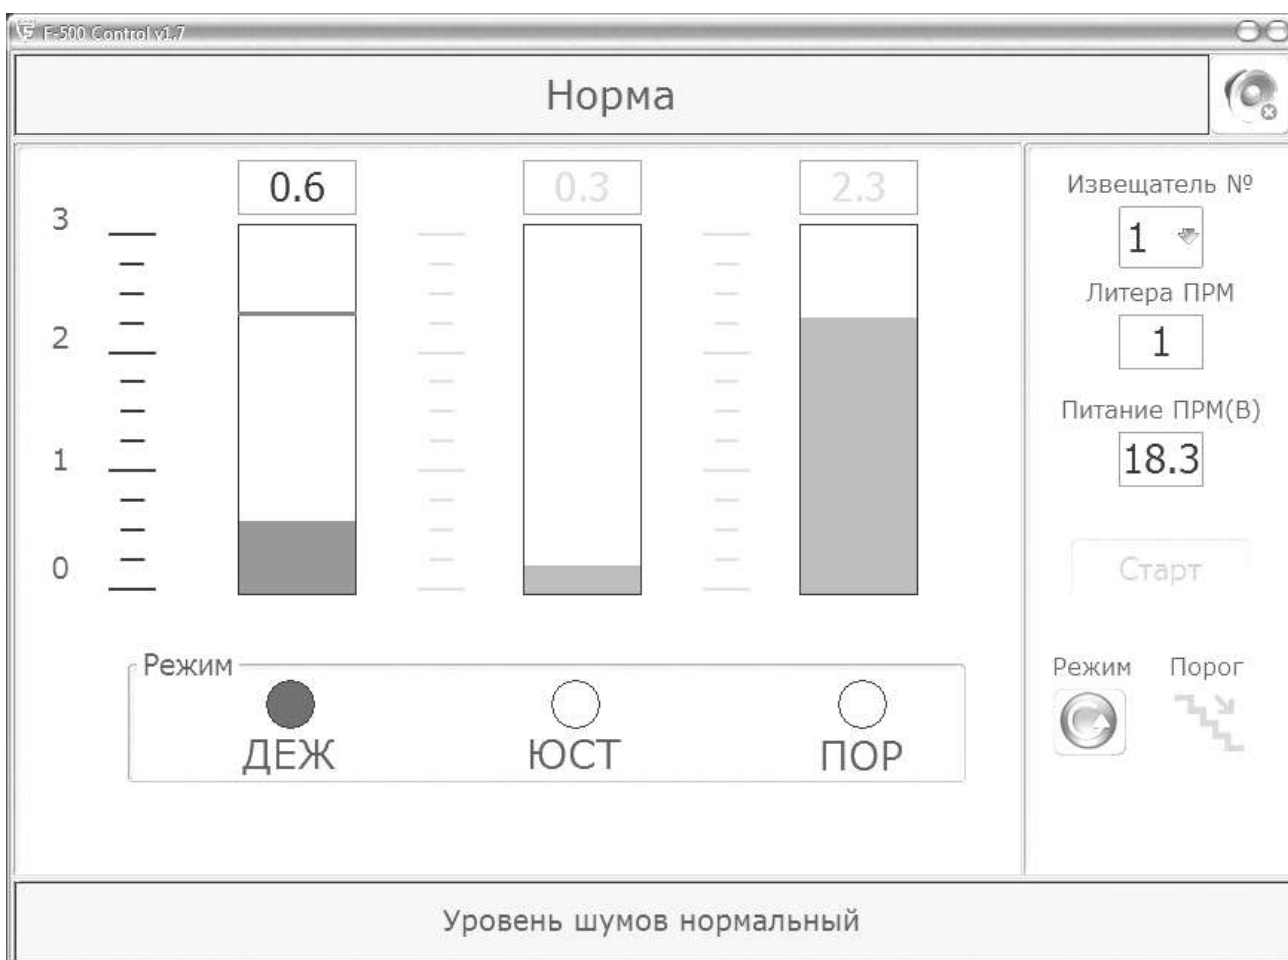 F-500 Control v1.7
Норма
0.6
0.3
2.3
3
2
1
0
Режим
ДЕЖ
ЮСТ
ПОР
Извещатель №
1
Литера ПРМ
1
Питание ПРМ(В)
18.3
Старт
Режим Порог
Уровень шумов нормальный